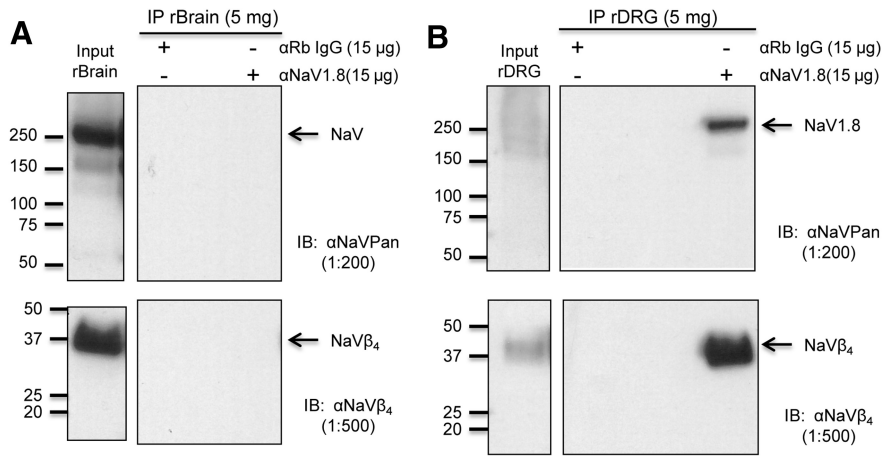 A
IP rBrain (5 mg)
Input
rBrain
+ - αRb IgG (15 µg)
- + αNaV1.8(15 µg)
250
150
100
75
50
NaV
IB: αNaVPan
(1:200)
50
37
25
20
NaVβ4
IB: αNaVβ4
(1:500)
B
IP rDRG (5 mg)
Input
rDRG
+ - αRb IgG (15 µg)
- + αNaV1.8(15 µg)
250
150
100
75
50
NaV1.8
IB: αNaVPan
(1:200)
50
37
25
20
NaVβ4
IB: αNaVβ4
(1:500)